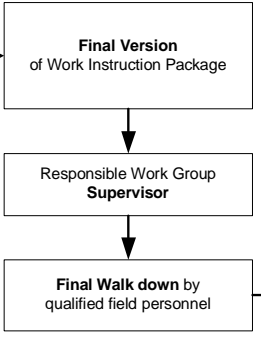 Final Version
of Work Instruction Package
Responsible Work Group
Supervisor
Final Walk down by
qualified field personnel